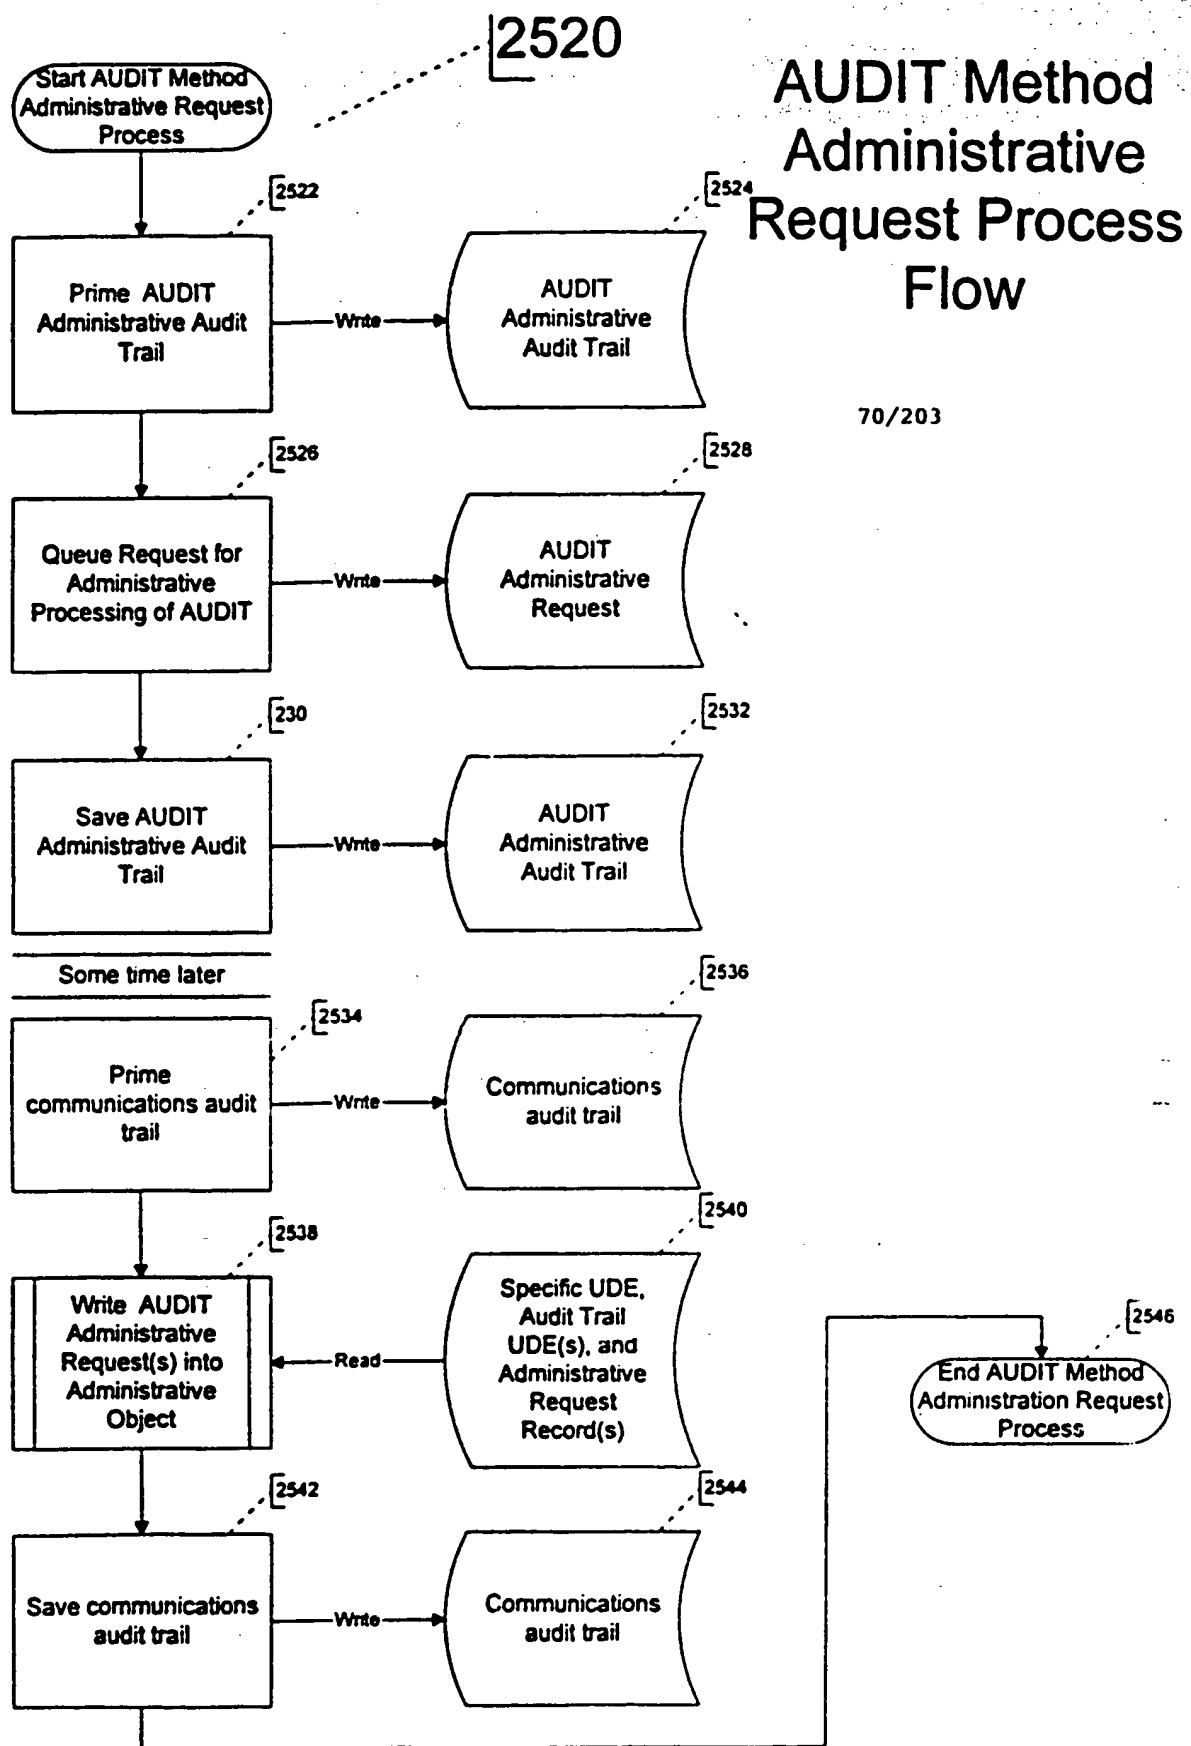 2520
AUDIT Method
Administrative
Request Process
Flow
70/203
Start AUDIT Method
Administrative Request
Process
2522
Prime AUDIT
Administrative Audit
Trail
Write
2524
AUDIT
Administrative
Audit Trail
2526
Queue Request for
Administrative
Processing of AUDIT
Write
2528
AUDIT
Administrative
Request
230
Save AUDIT
Administrative Audit
Trail
Write
2532
AUDIT
Administrative
Audit Trail
Some time later
2534
Prime
communications audit
trail
Write
2536
Communications
audit trail
2538
Write AUDIT
Administrative
Request(s) into
Administrative
Object
Read
2540
Specific UDE,
Audit Trail
UDE(s), and
Administrative
Request
Record(s)
2542
Save communications
audit trail
Write
2544
Communications
audit trail
2546
End AUDIT Method
Administration Request
Process